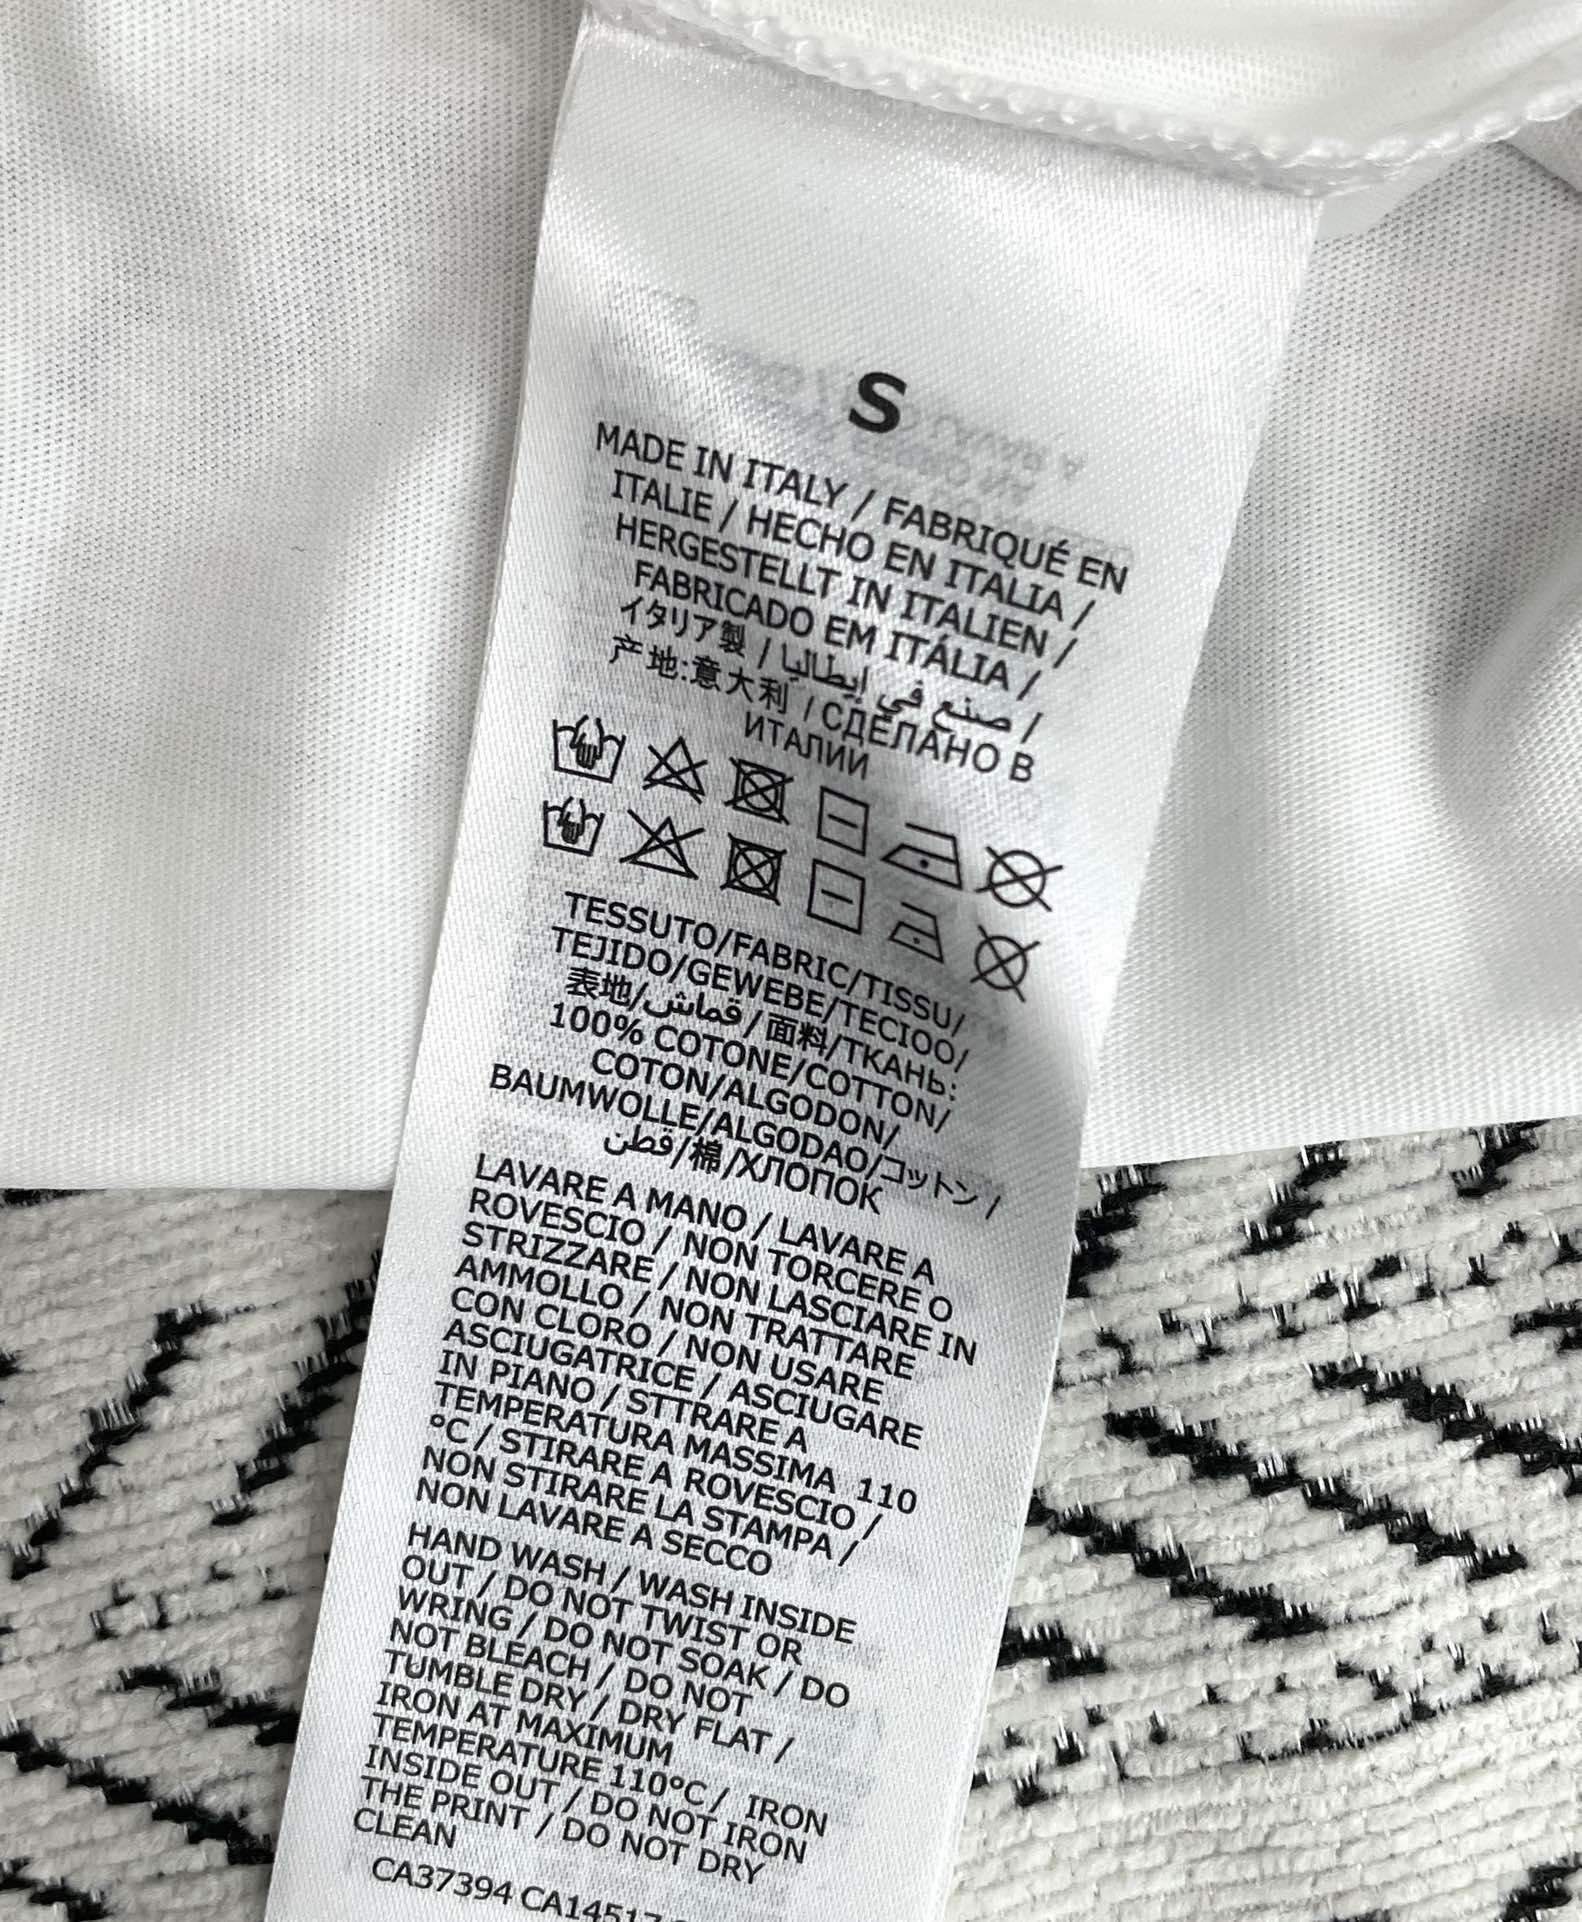 S
MADE IN ITALY / FABRIQUÉ EN
ITALIE / HECHO EN ITALIA /
HERGESTELLT IN ITALIEN /
FABRICADO EM ITÁLIA /
イタリア製 / صنع في إيطاليا /
产地:意大利 / СДЕЛАНО В
ИТАЛИИ
TESSUTO/FABRIC/TISSU/
TEJIDO/GEWEBE/TECIOO/
表地/قماش/面料/ТКАНЬ:
100% COTONE/COTTON/
COTON/ALGODON/
BAUMWOLLE/ALGODAO/コットン/
قطن/棉/ХЛОПОК
LAVARE A MANO / LAVARE A
ROVESCIO / NON TORCERE O
STRIZZARE / NON LASCIARE IN
AMMOLLO / NON TRATTARE
CON CLORO / NON USARE
ASCIUGATRICE / ASCIUGARE
IN PIANO / STTRARE A
TEMPERATURA MASSIMA 110
°C / STIRARE A ROVESCIO /
NON STIRARE LA STAMPA /
NON LAVARE A SECCO
HAND WASH / WASH INSIDE
OUT / DO NOT TWIST OR
WRING / DO NOT SOAK / DO
NOT BLEACH / DO NOT
TUMBLE DRY / DRY FLAT /
IRON AT MAXIMUM
TEMPERATURE 110°C / IRON
INSIDE OUT / DO NOT IRON
THE PRINT / DO NOT DRY
CLEAN
CA37394 CA14517